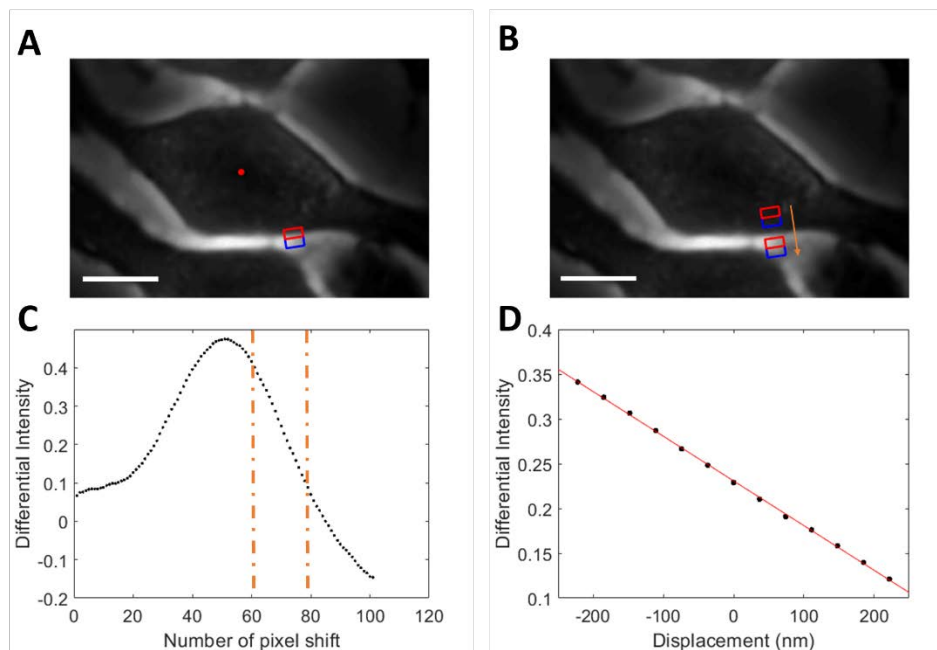 A
B
C
0.4
0.3
0.2
0.1
0
-0.1
-0.2
0 20 40 60 80 100 120
Number of pixel shift
Differential Intensity
D
0.4
0.35
0.3
0.25
0.2
0.15
0.1
-200 -100 0 100 200
Displacement (nm)
Differential Intensity